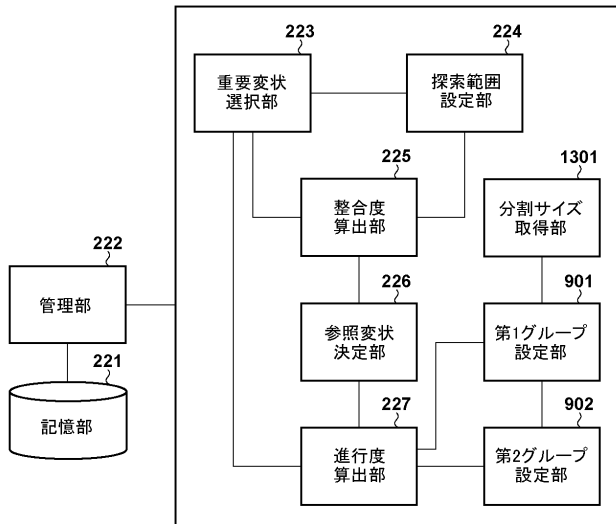 223
重要変状
選択部
224
探索範囲
設定部
225
整合度
算出部
1301
分割サイズ
取得部
222
管理部
226
参照変状
決定部
901
第1グループ
設定部
221
記憶部
227
進行度
算出部
902
第2グループ
設定部